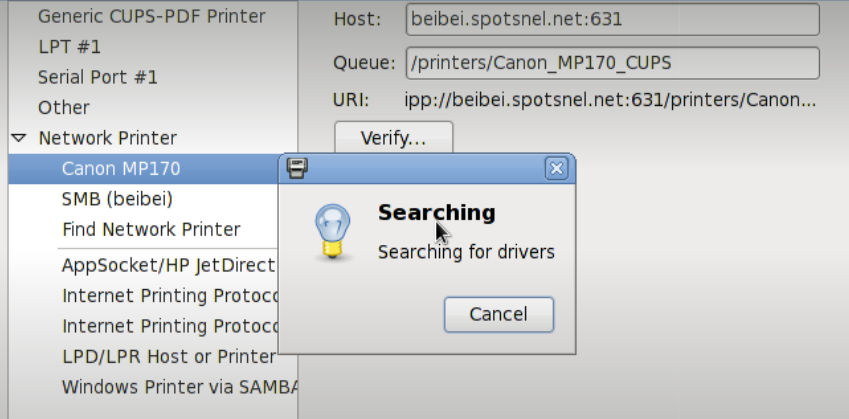 Generic CUPS-PDF Printer
LPT #1
Serial Port #1
Other
Network Printer
Canon MP170
SMB (beibei)
Find Network Printer
AppSocket/HP JetDirect
Internet Printing Protoco
Internet Printing Protoco
LPD/LPR Host or Printer
Windows Printer via SAMBA
Host: beibei.spotsnel.net:631
Queue: /printers/Canon_MP170_CUPS
URI: ipp://beibei.spotsnel.net:631/printers/Canon...
Verify...
Searching
Searching for drivers
Cancel